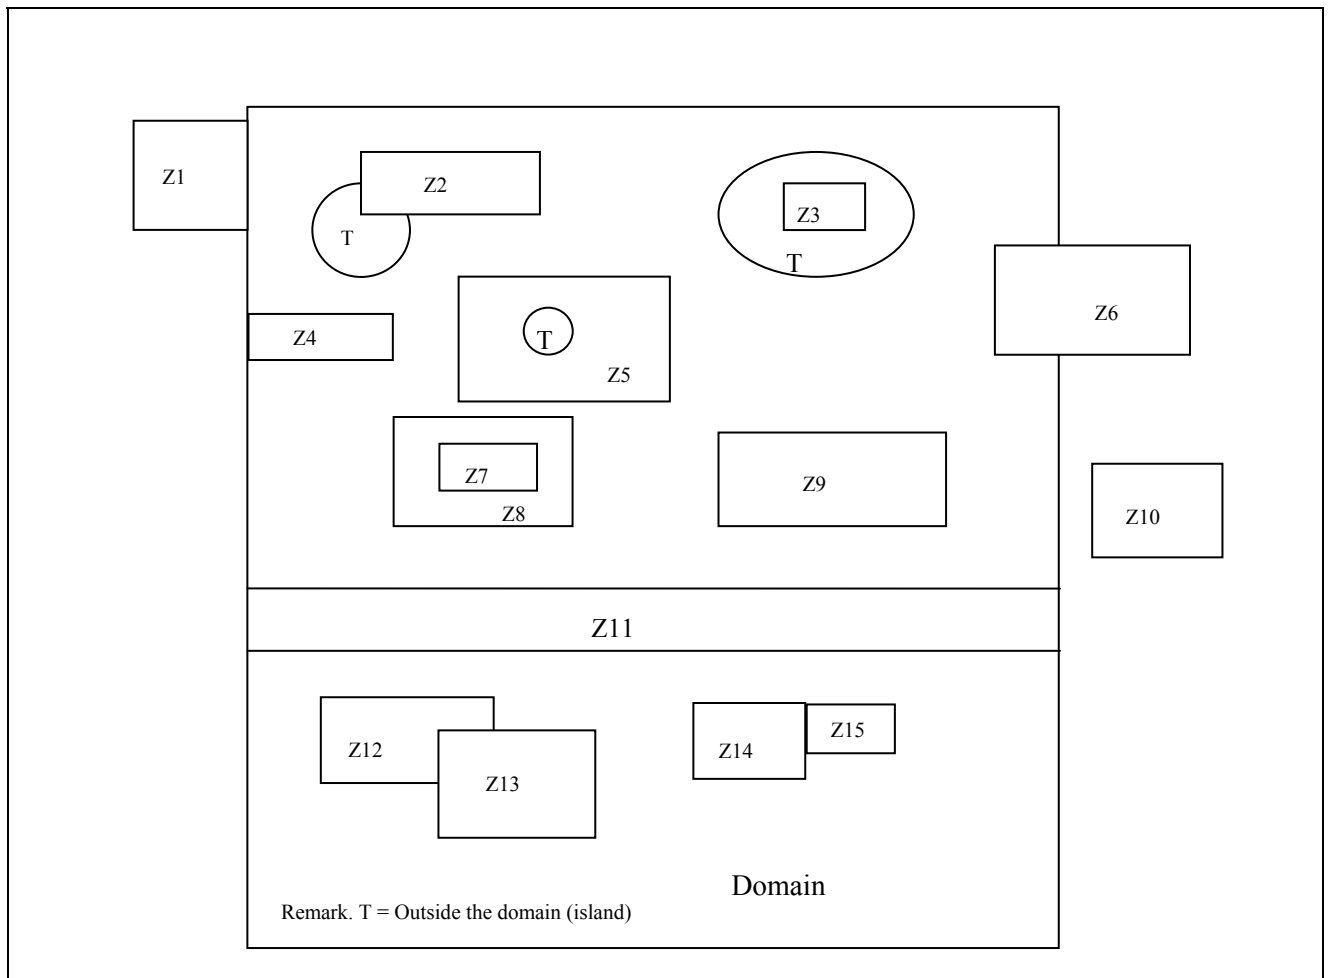 Z1
Z2
Z3
T
T
Z4
T
Z5
Z6
Z7
Z8
Z9
Z10
Z11
Z12
Z13
Z14
Z15
Domain
Remark. T = Outside the domain (island)